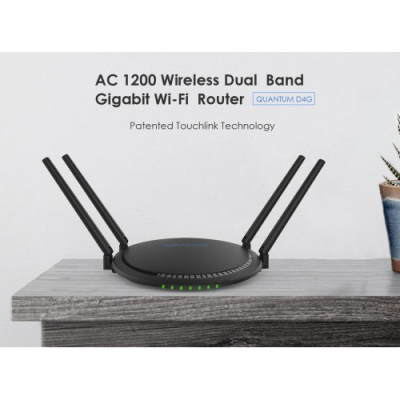 AC 1200 Wireless Dual Band
Gigabit Wi-Fi Router QUANTUM D4G
Patented Touchlink Technology